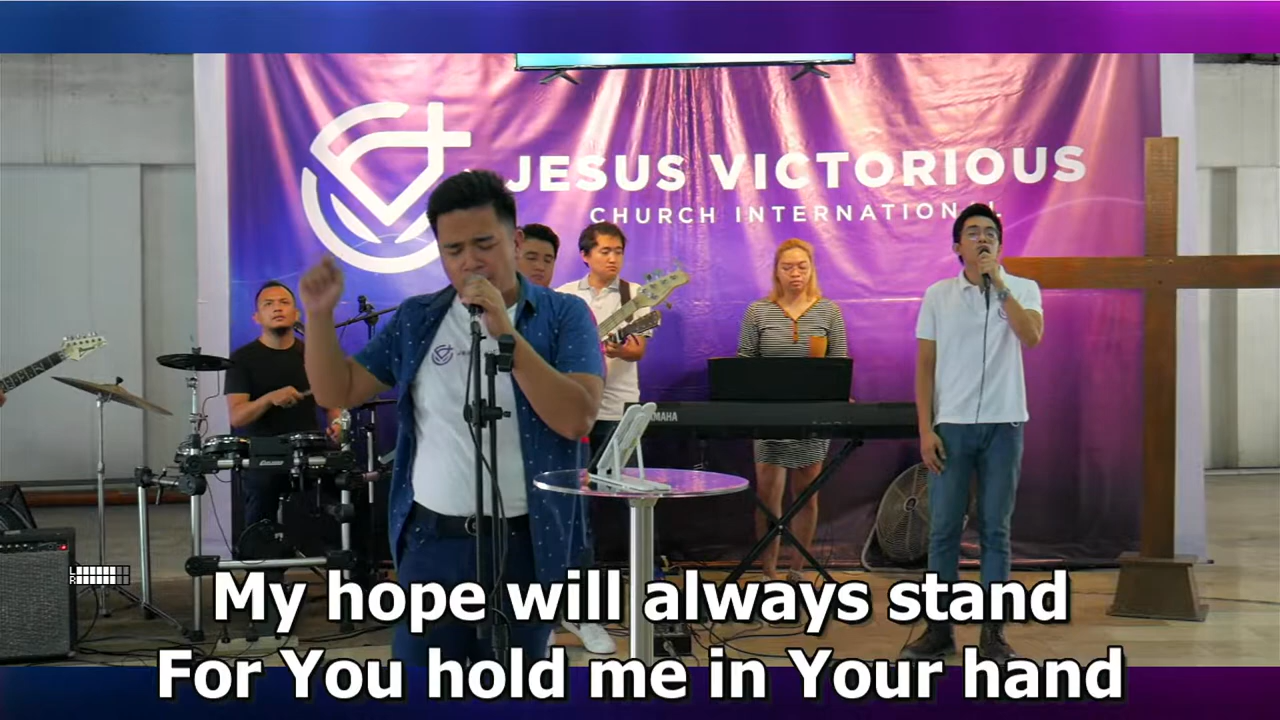 JESUS VICTORIOUS
CHURCH INTERNATIONAL
YAMAHA
L
R
My hope will always stand
For You hold me in Your hand